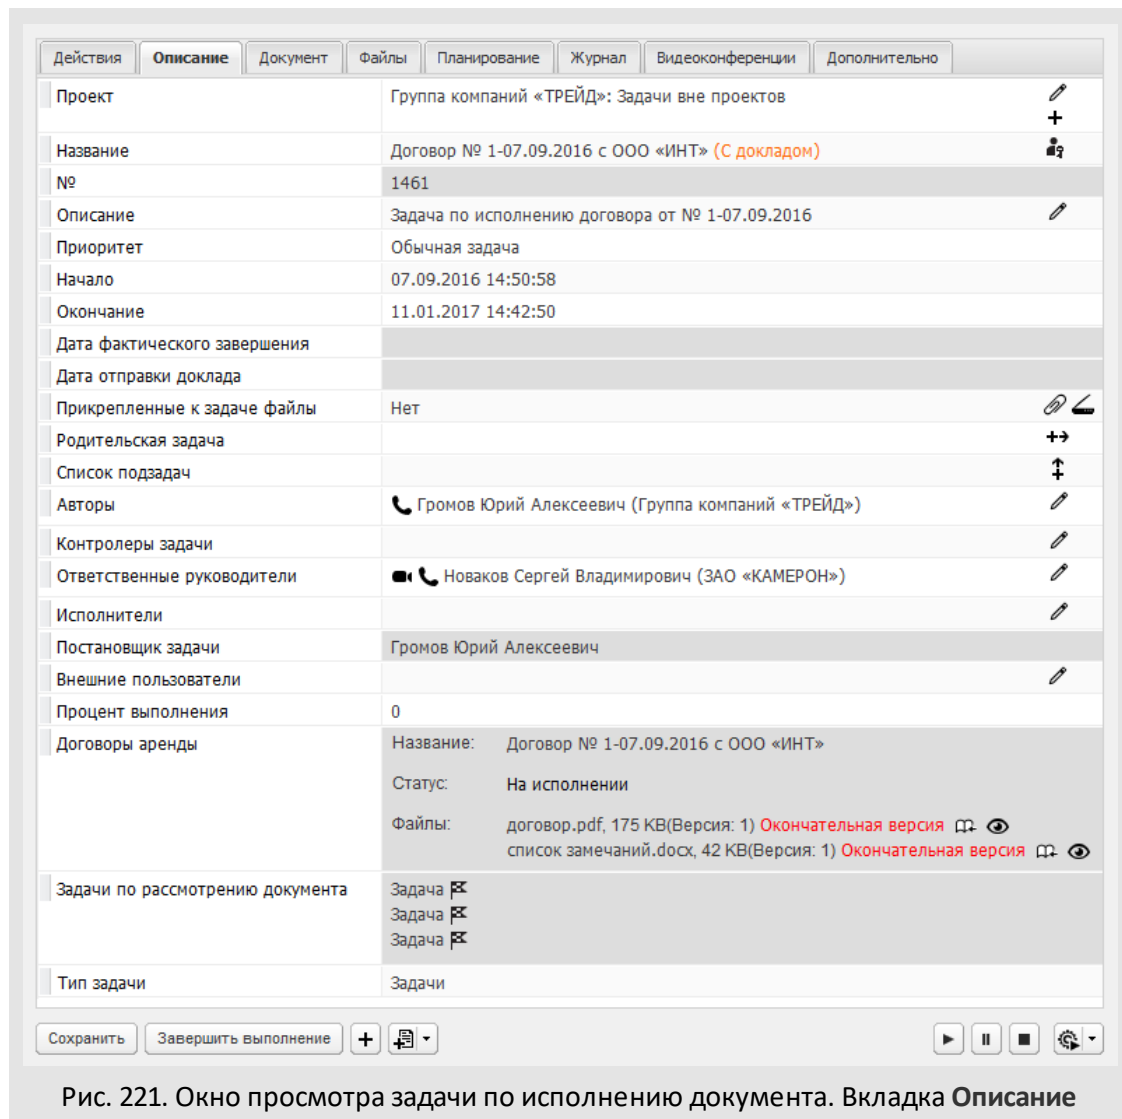 Действия Описание Документ Файлы Планирование Журнал Видеоконференции Дополнительно
Проект Группа компаний «ТРЕЙД»: Задачи вне проектов
Название Договор № 1-07.09.2016 с ООО «ИНТ» (С докладом)
№ 1461
Описание Задача по исполнению договора от № 1-07.09.2016
Приоритет Обычная задача
Начало 07.09.2016 14:50:58
Окончание 11.01.2017 14:42:50
Дата фактического завершения
Дата отправки доклада
Прикрепленные к задаче файлы Нет
Родительская задача
Список подзадач
Авторы Громов Юрий Алексеевич (Группа компаний «ТРЕЙД»)
Контролеры задачи
Ответственные руководители Новаков Сергей Владимирович (ЗАО «КАМЕРОН»)
Исполнители
Постановщик задачи Громов Юрий Алексеевич
Внешние пользователи
Процент выполнения 0
Договоры аренды Название: Договор № 1-07.09.2016 с ООО «ИНТ»
Статус: На исполнении
Файлы: договор.pdf, 175 KB(Версия: 1) Окончательная версия
список замечаний.docx, 42 KB(Версия: 1) Окончательная версия
Задачи по рассмотрению документа Задача
Задача
Задача
Тип задачи Задачи
Сохранить Завершить выполнение
Рис. 221. Окно просмотра задачи по исполнению документа. Вкладка Описание